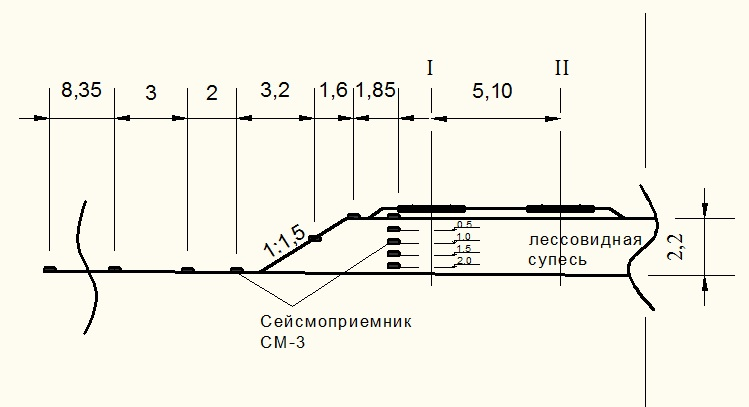 I II
8,35 3 2 3,2 1,6 1,85 5,10
1:1,5
0.5
1.0
1.5
2.0
лессовидная
супесь
2,2
Сейсмоприемник
СМ-3